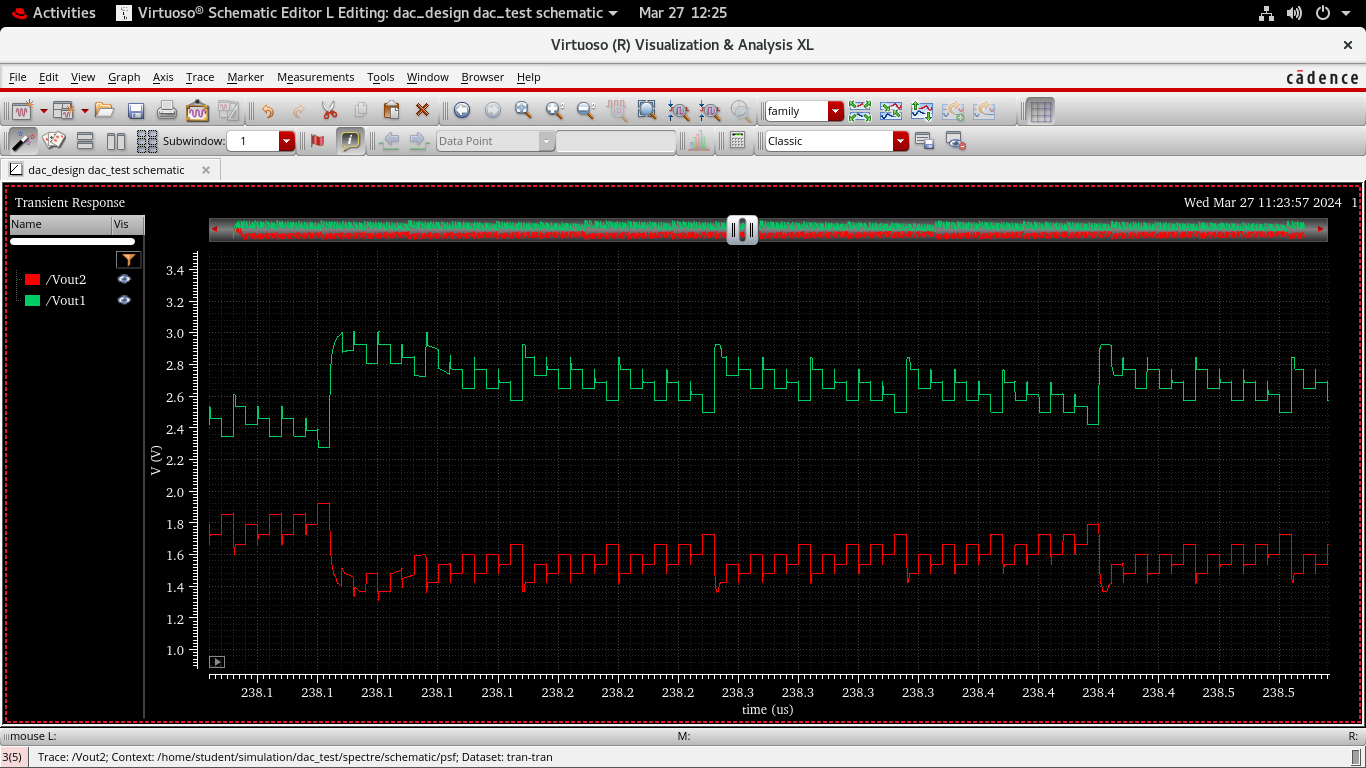 Activities Virtuoso® Schematic Editor L Editing: dac_design dac_test schematic Mar 27 12:25
Virtuoso (R) Visualization & Analysis XL ×
File Edit View Graph Axis Trace Marker Measurements Tools Window Browser Help cādence
family
Subwindow: 1 Data Point Classic
dac_design dac_test schematic
Transient Response Wed Mar 27 11:23:57 2024 1
Name Vis
/Vout2
/Vout1
3.4
3.2
3.0
2.8
2.6
2.4
2.2
2.0
1.8
1.6
1.4
1.2
1.0
V (V)
238.1 238.1 238.1 238.1 238.1 238.2 238.2 238.2 238.3 238.3 238.3 238.3 238.4 238.4 238.4 238.4 238.5 238.5
time (us)
mouse L: M: R:
3(5) Trace: /Vout2; Context: /home/student/simulation/dac_test/spectre/schematic/psf; Dataset: tran-tran